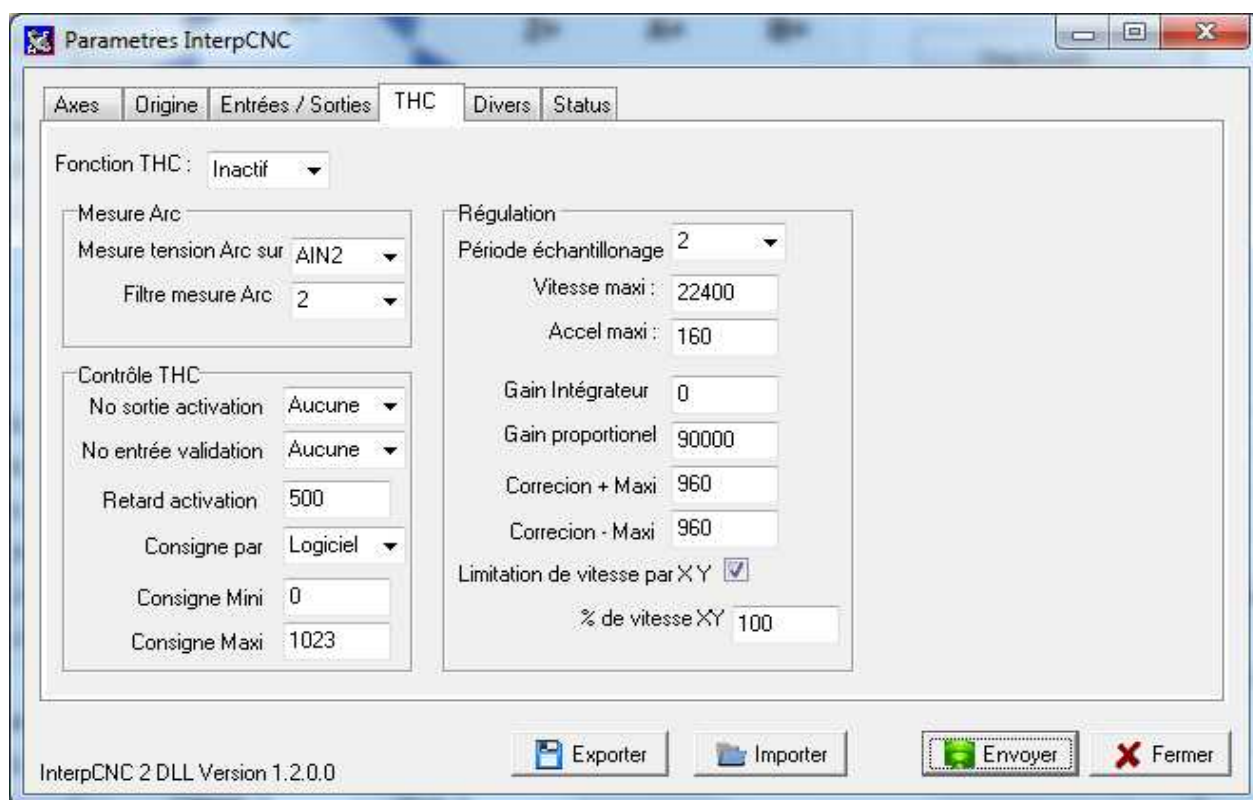 Parametres InterpCNC
Axes Origine Entrées / Sorties THC Divers Status
Fonction THC : Inactif
Mesure Arc
Mesure tension Arc sur AIN2
Filtre mesure Arc 2
Contrôle THC
No sortie activation Aucune
No entrée validation Aucune
Retard activation 500
Consigne par Logiciel
Consigne Mini 0
Consigne Maxi 1023
Régulation
Période échantillonage 2
Vitesse maxi : 22400
Accel maxi : 160
Gain Intégrateur 0
Gain proportionel 90000
Correcion + Maxi 960
Correcion - Maxi 960
Limitation de vitesse par X Y
% de vitesse XY 100
InterpCNC 2 DLL Version 1.2.0.0
Exporter Importer Envoyer Fermer